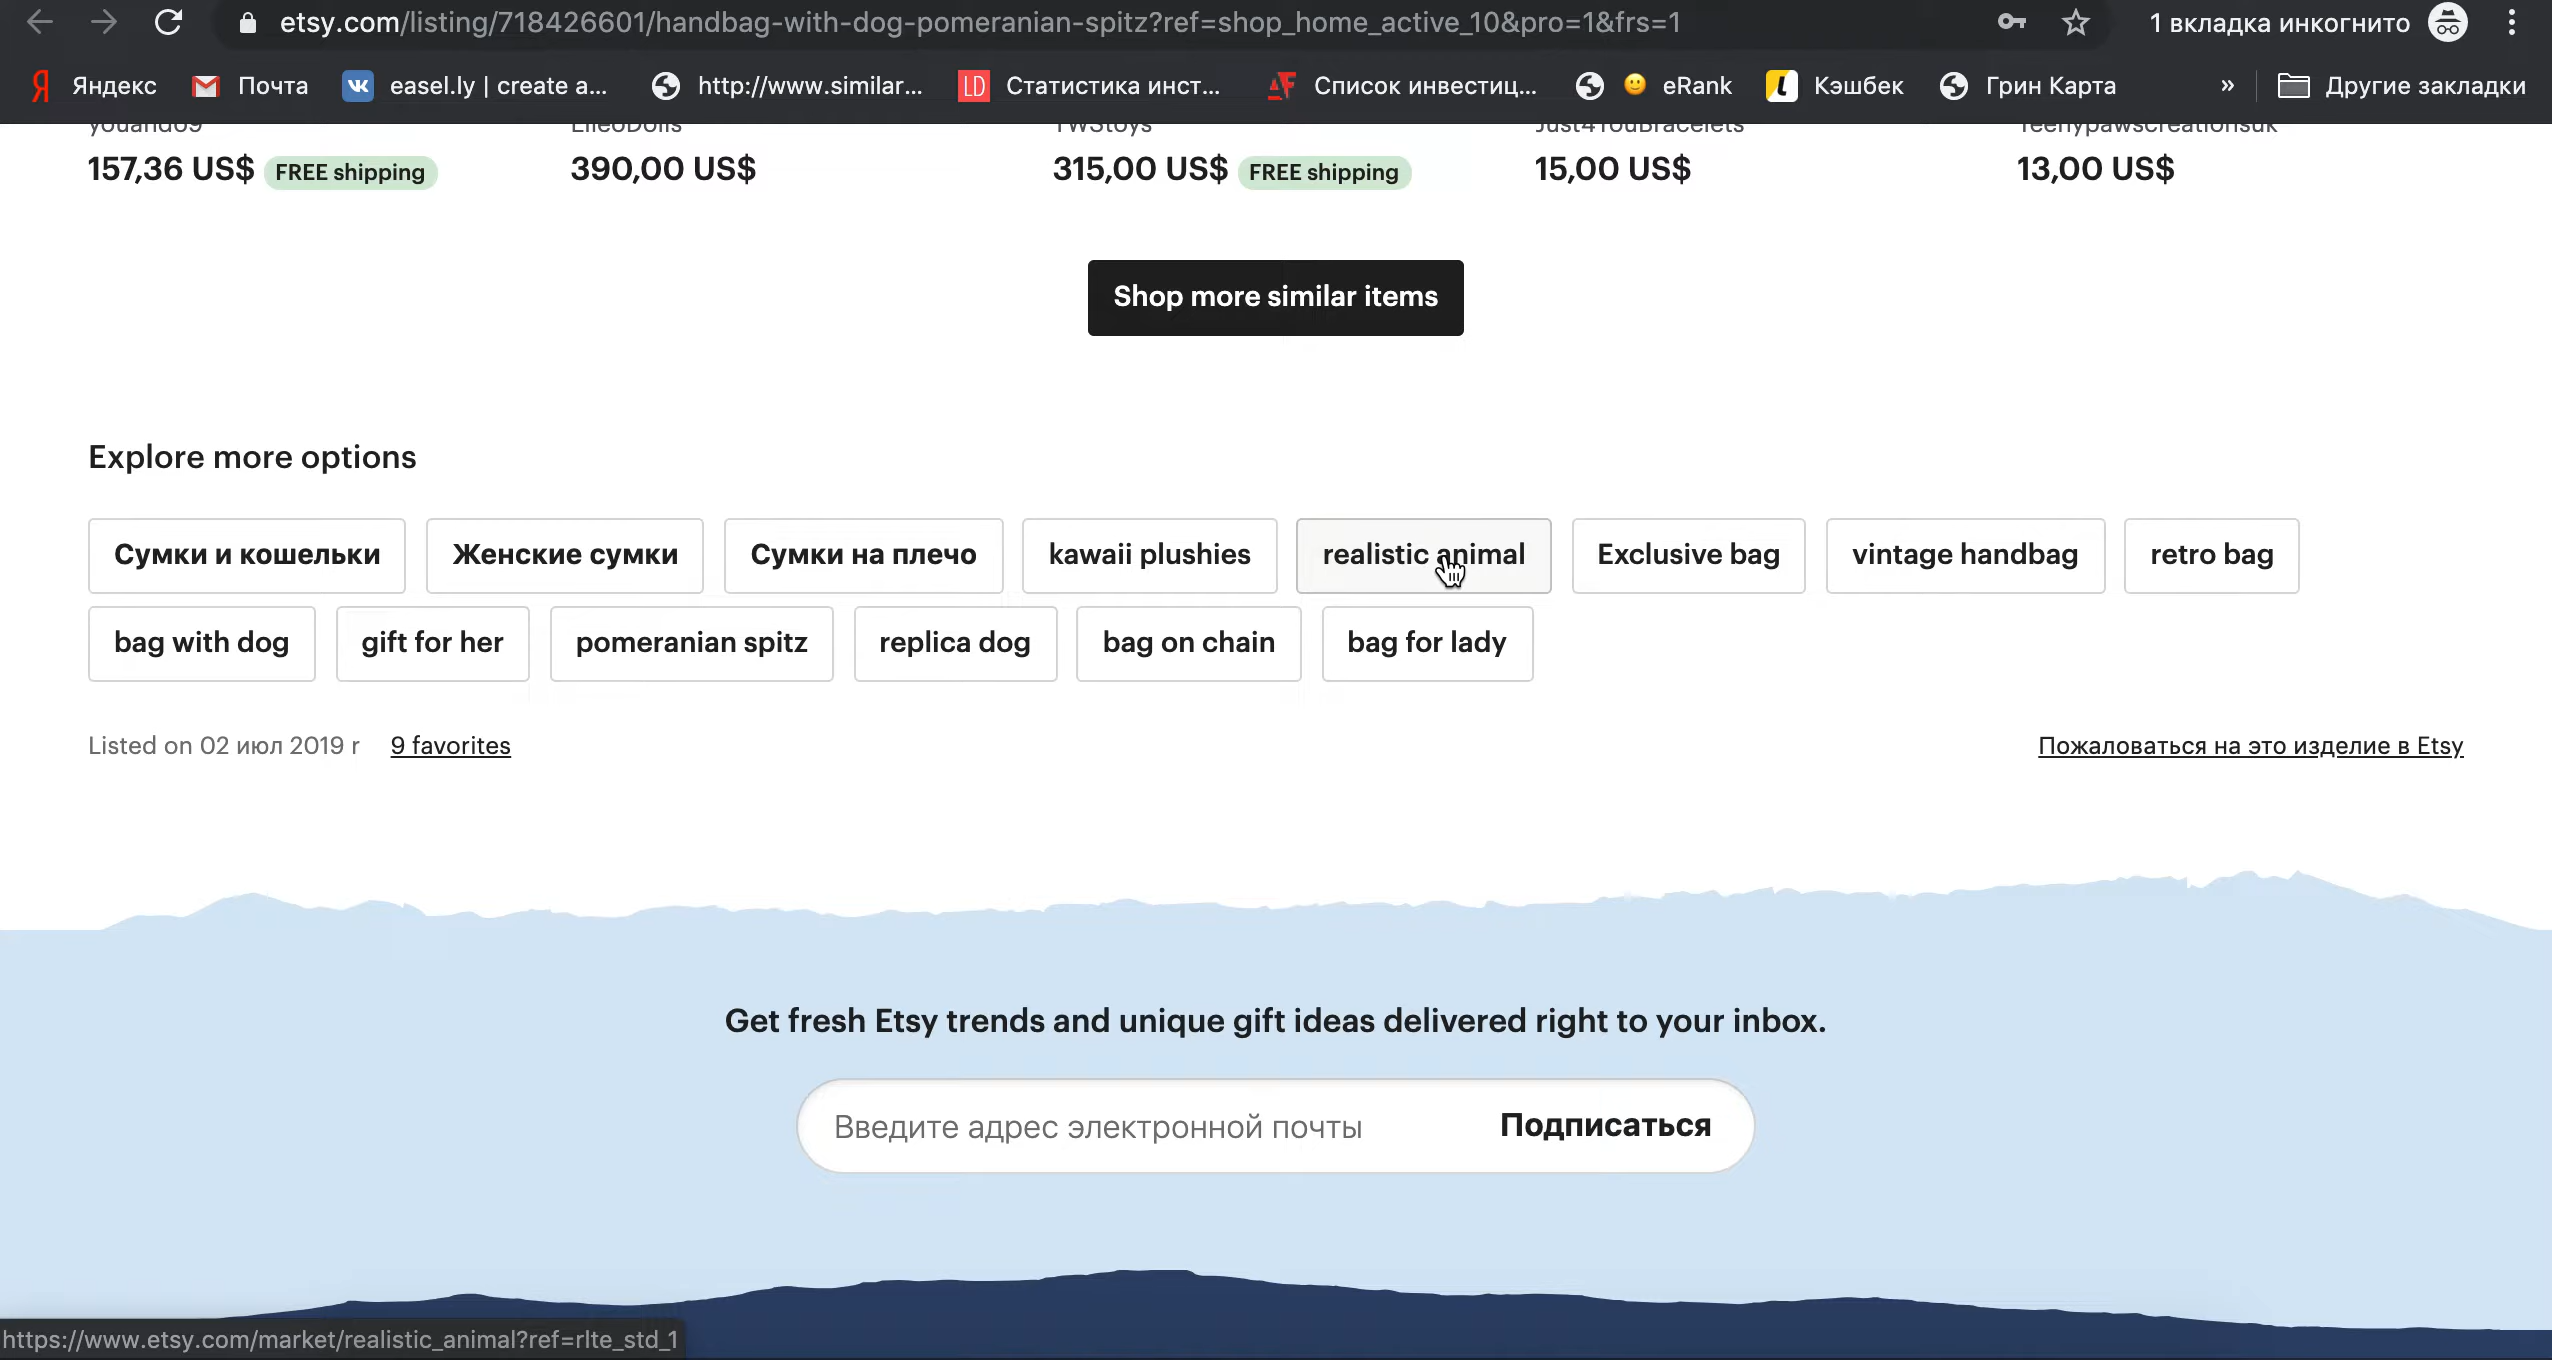 etsy.com/listing/718426601/handbag-with-dog-pomeranian-spitz?ref=shop_home_active_10&pro=1&frs=1
1 вкладка инкогнито
Яндекс
Почта
easel.ly | create a...
http://www.similar...
Статистика инст...
Список инвестиц...
eRank
Кэшбек
Грин Карта
»
Другие закладки
TWStoys
Just4YouBracelets
Teenypawscreationsuk
157,36 US$ FREE shipping
390,00 US$
315,00 US$ FREE shipping
15,00 US$
13,00 US$
Shop more similar items
Explore more options
Сумки и кошельки
Женские сумки
Сумки на плечо
kawaii plushies
realistic animal
Exclusive bag
vintage handbag
retro bag
bag with dog
gift for her
pomeranian spitz
replica dog
bag on chain
bag for lady
Listed on 02 июл 2019 г
9 favorites
Пожаловаться на это изделие в Etsy
Get fresh Etsy trends and unique gift ideas delivered right to your inbox.
Введите адрес электронной почты
Подписаться
https://www.etsy.com/market/realistic_animal?ref=rlte_std_1